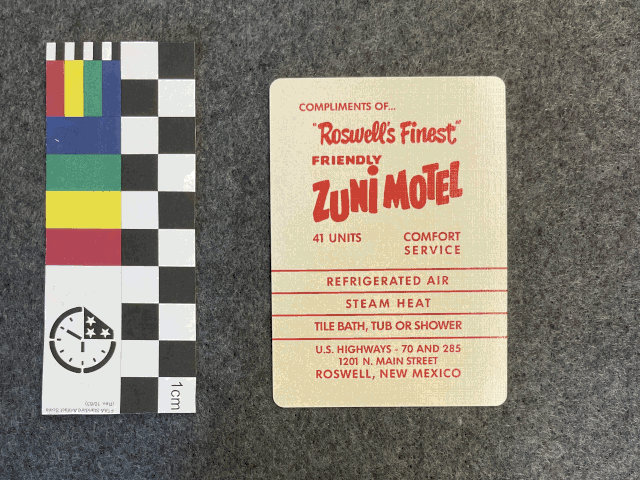 COMPLIMENTS OF...
"Roswell's Finest"
FRIENDLY
ZUNI MOTEL
41 UNITS COMFORT
SERVICE
REFRIGERATED AIR
STEAM HEAT
TILE BATH, TUB OR SHOWER
U.S. HIGHWAYS - 70 AND 285
1201 N. MAIN STREET
ROSWELL, NEW MEXICO
1cm